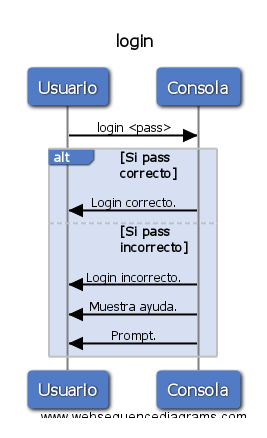 login
Usuario
Consola
login <pass>
alt
[Si pass
correcto]
Login correcto.
[Si pass
incorrecto]
Login incorrecto.
Muestra ayuda.
Prompt.
Usuario
Consola
www.websequencediagrams.com